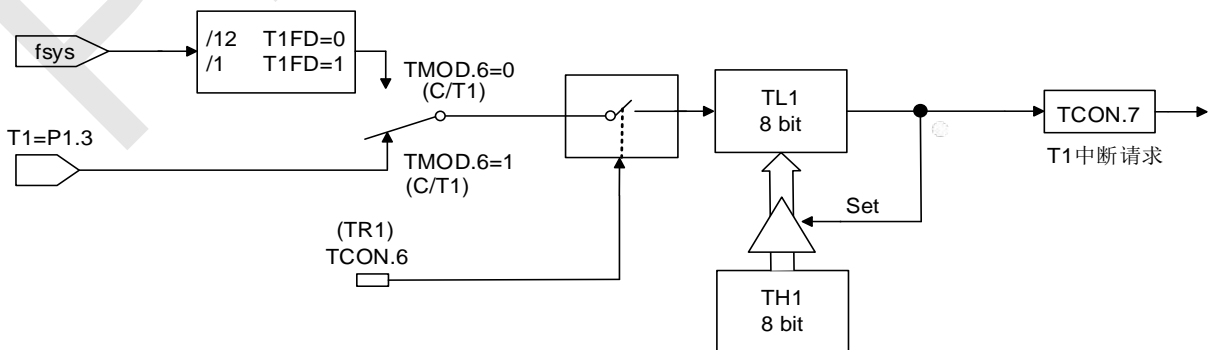 fsys
/12 T1FD=0
/1 T1FD=1
TMOD.6=0
(C/T1)
T1=P1.3
TMOD.6=1
(C/T1)
(TR1)
TCON.6
TL1
8 bit
TCON.7
T1中断请求
Set
TH1
8 bit